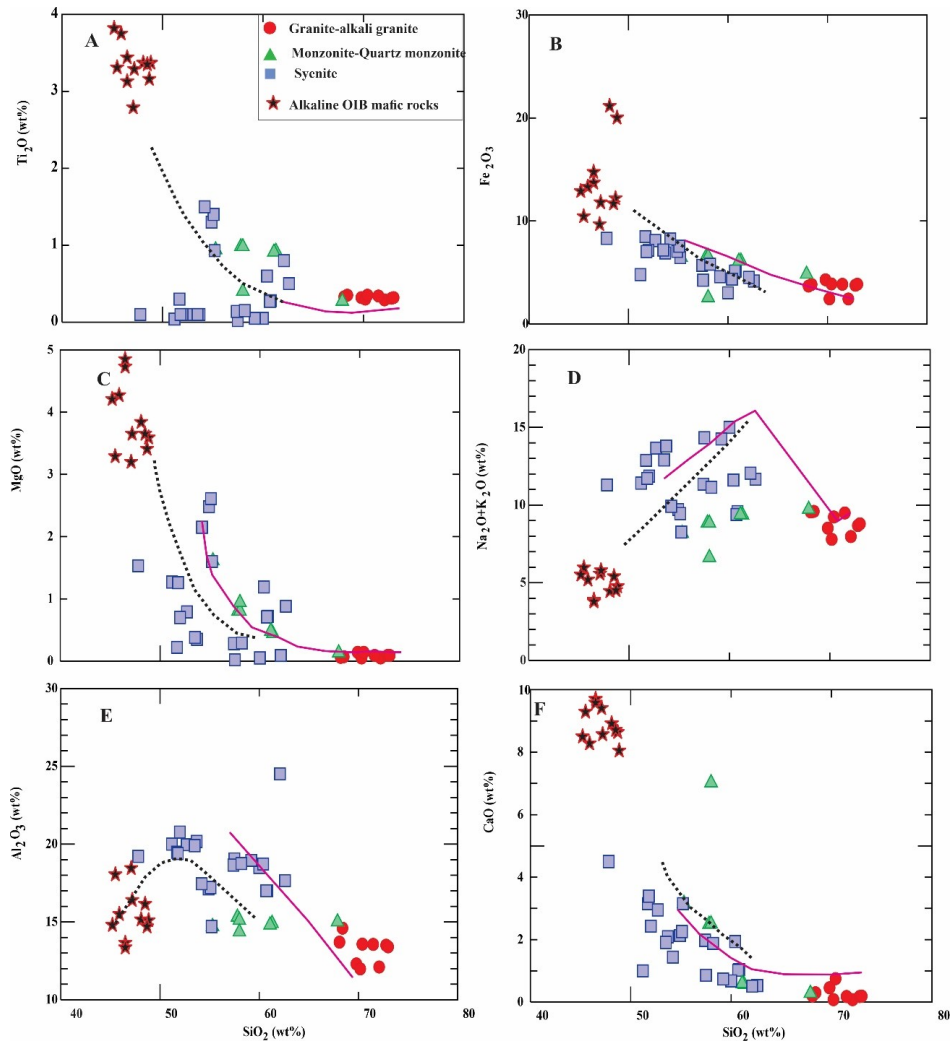 A
Granite-alkali granite
Monzonite-Quartz monzonite
Syenite
Alkaline OIB mafic rocks
4
3
2
1
0
Ti2O (wt%)
B
30
20
10
0
Fe2O3
C
5
4
3
2
1
0
MgO (wt%)
D
20
15
10
5
0
Na2O+K2O (wt%)
E
30
25
20
15
10
Al2O3 (wt%)
40
50
60
70
80
SiO2 (wt%)
F
10
8
6
4
2
0
CaO (wt%)
40
50
60
70
80
SiO2 (wt%)